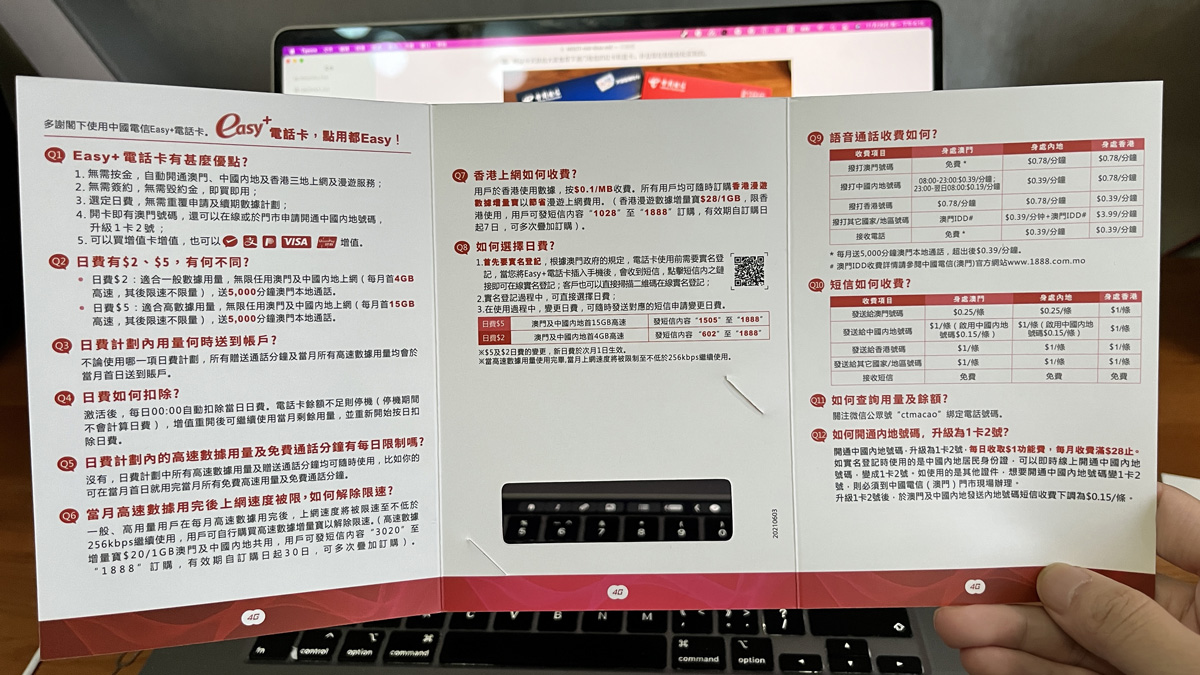 多謝閣下使用中國電信Easy+電話卡。 Easy+ 電話卡，點用都Easy！
Q1 Easy+電話卡有甚麼優點?
1. 無需按金，自動開通澳門、中國內地及香港三地上網及漫遊服務；
2. 無需簽約，無需毀約金，即買即用；
3. 選定日費，無需重複申請及續期數據計劃；
4. 開卡即有澳門號碼，還可以在線或於門市申請開通中國內地號碼，
升級1卡2號；
5. 可以買增值卡增值，也可以 支 P VISA 增值。
Q2 日費有$2、$5，有何不同?
• 日費$2：適合一般數據用量，無限任用澳門及中國內地上網（每月首4GB
高速，其後限速不限量），送5,000分鐘澳門本地通話。
• 日費$5：適合高數據用量，無限任用澳門及中國內地上網（每月首15GB
高速，其後限速不限量），送5,000分鐘澳門本地通話。
Q3 日費計劃內用量何時送到帳戶?
不論使用哪一項日費計劃，所有贈送通話分鐘及當月所有高速數據用量均會於
當月首日送到賬戶。
Q4 日費如何扣除?
激活後，每日00:00自動扣除當日日費。電話卡餘額不足則停機（停機期間
不會計算日費），增值重開後可繼續使用當月剩餘用量，並重新開始按日扣
除日費。
Q5 日費計劃內的高速數據用量及免費通話分鐘有每日限制嗎?
沒有，日費計劃中所有高速數據用量及贈送通話分鐘均可隨時使用，比如你的
可在當月首日就用完當月所有免費高速用量及免費通話分鐘。
Q6 當月高速數據用完後上網速度被限，如何解除限速?
一般、高用量用戶在每月高速數據用完後，上網速度將被限速至不低於
256kbps繼續使用，用戶可自行購買高速數據增量寶以解除限速。（高速數據
增量寶$20/1GB澳門及中國內地共用，用戶可發短信內容“3020”至
“1888”訂購，有效期自訂購日起30日，可多次疊加訂購）。
4G
Q7 香港上網如何收費?
用戶於香港使用數據，按$0.1/MB收費。所有用戶均可隨時訂購香港漫遊
數據增量寶以節省漫遊上網費用。（香港漫遊數據增量寶$28/1GB，限香
港使用，用戶可發短信內容“1028”至“1888”訂購，有效期自訂購日
起7日，可多次疊加訂購）。
Q8 如何選擇日費?
1.首先要實名登記，根據澳門政府的規定，電話卡使用前需要實名登
記，當您將Easy+電話卡插入手機後，會收到短信，點擊短信內之鏈
接即可在線實名登記；客戶也可以直接掃描二維碼在線實名登記；
2.實名登記過程中，可直接選擇日費；
3.在使用過程中，變更日費，可隨時發送對應的短信申請變更日費。
日費$5 澳門及中國內地首15GB高速 發短信內容“1505”至“1888”
日費$2 澳門及中國內地首4GB高速 發短信內容“602”至“1888”
※$5及$2日費的變更，新日費於次月1日生效。
※當高速數據用量使用完畢，當月上網速度將被限制至不低於256kbps繼續使用。
20210603
4G
Q9 語音通話收費如何?
收費項目 身處澳門 身處內地 身處香港
撥打澳門號碼 免費* $0.78/分鐘 $0.78/分鐘
撥打中國內地號碼 08:00-23:00:$0.39/分鐘； 23:00-翌日08:00:$0.19/分鐘 $0.39/分鐘 $0.78/分鐘
撥打香港號碼 $0.78/分鐘 $0.78/分鐘 $0.39/分鐘
撥打其它國家/地區號碼 澳門IDD# $0.39/分鐘+澳門IDD# $3.99/分鐘
接收電話 免費* $0.39/分鐘 $0.39/分鐘
* 每月送5,000分鐘澳門本地通話，超出後$0.39/分鐘。
# 澳門IDD收費詳情請參閱中國電信(澳門)官方網站www.1888.com.mo
Q10 短信如何收費?
收費項目 身處澳門 身處內地 身處香港
發送給澳門號碼 $0.25/條 $0.25/條 $1/條
發送給中國內地號碼 $1/條（啟用中國內地號碼$0.15/條） $1/條（啟用中國內地號碼$0.15/條） $1/條
發送給香港號碼 $1/條 $1/條 $1/條
發送給其它國家/地區號碼 $1/條 $1/條 $1/條
接收短信 免費 免費 免費
Q11 如何查詢用量及餘額?
關注微信公眾號“ctmacao”綁定電話號碼。
Q12 如何開通內地號碼，升級為1卡2號?
開通中國內地號碼，升級為1卡2號，每日收取$1功能費，每月收費滿$28止。
如實名登記時使用的是中國內地居民身份證，可以即時線上開通中國內地
號碼，變成1卡2號。如使用的是其他證件，想要開通中國內地號碼變1卡2
號，則必須到中國電信（澳門）門市現場辦理。
升級1卡2號後，於澳門及中國內地發送內地號碼短信收費下調為$0.15/條。
4G
5 6 7 8 9 0
C V B N M
fn control option command
command option